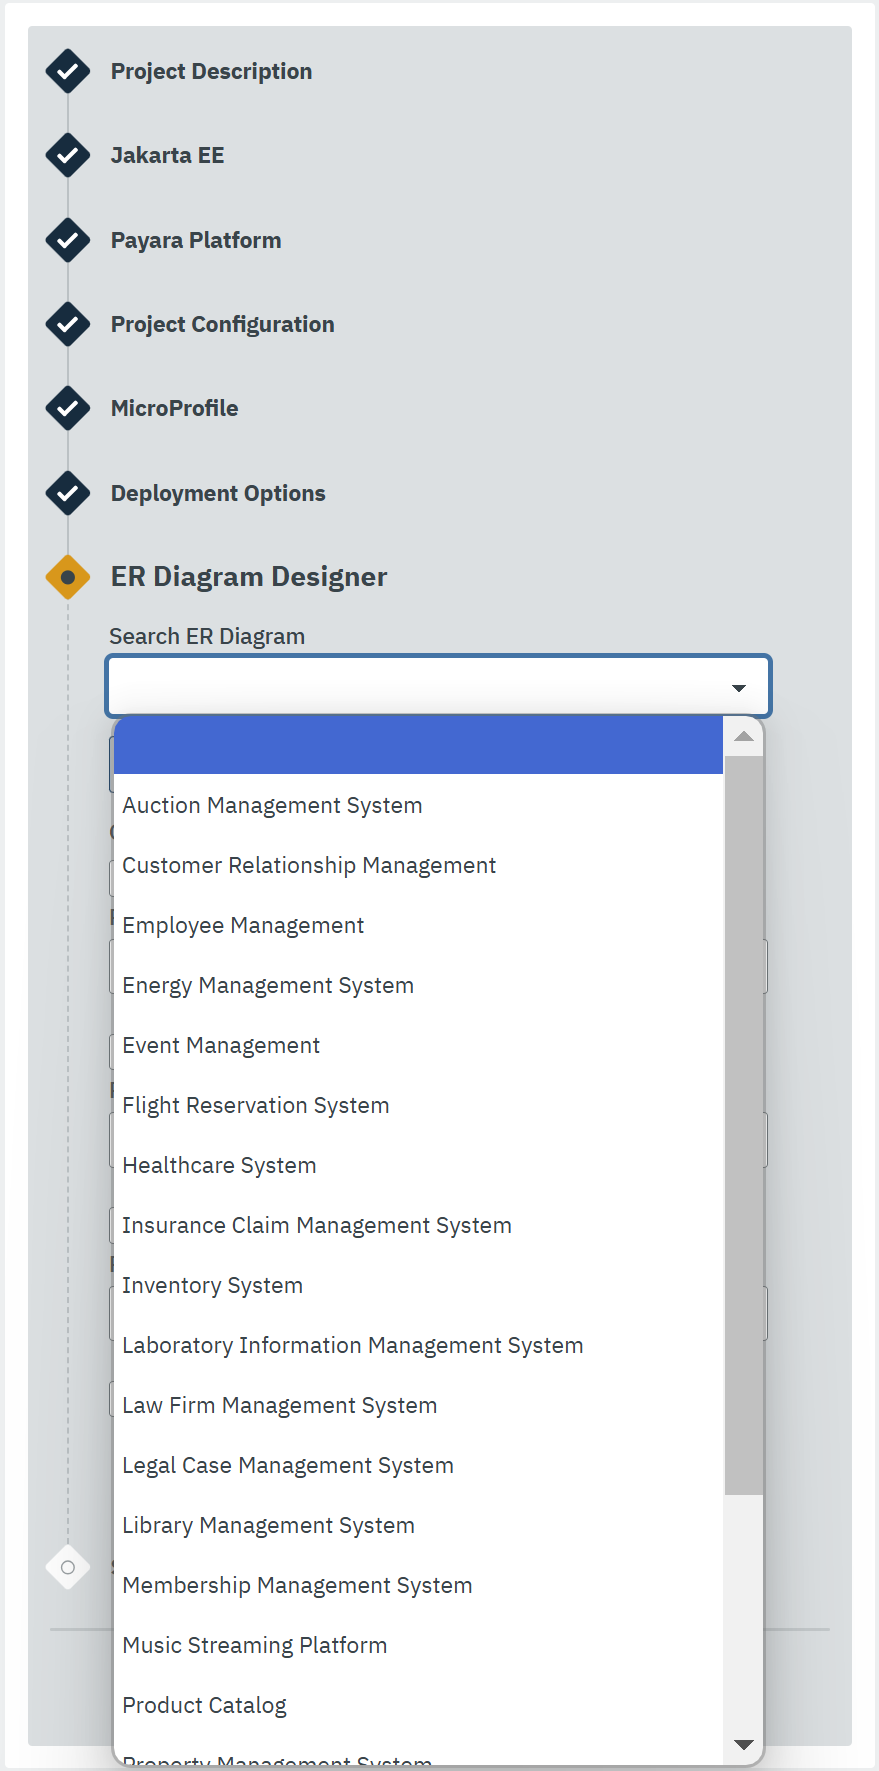 Project Description
Jakarta EE
Payara Platform
Project Configuration
MicroProfile
Deployment Options
ER Diagram Designer
Search ER Diagram
Auction Management System
Customer Relationship Management
Employee Management
Energy Management System
Event Management
Flight Reservation System
Healthcare System
Insurance Claim Management System
Inventory System
Laboratory Information Management System
Law Firm Management System
Legal Case Management System
Library Management System
Membership Management System
Music Streaming Platform
Product Catalog
Property Management System